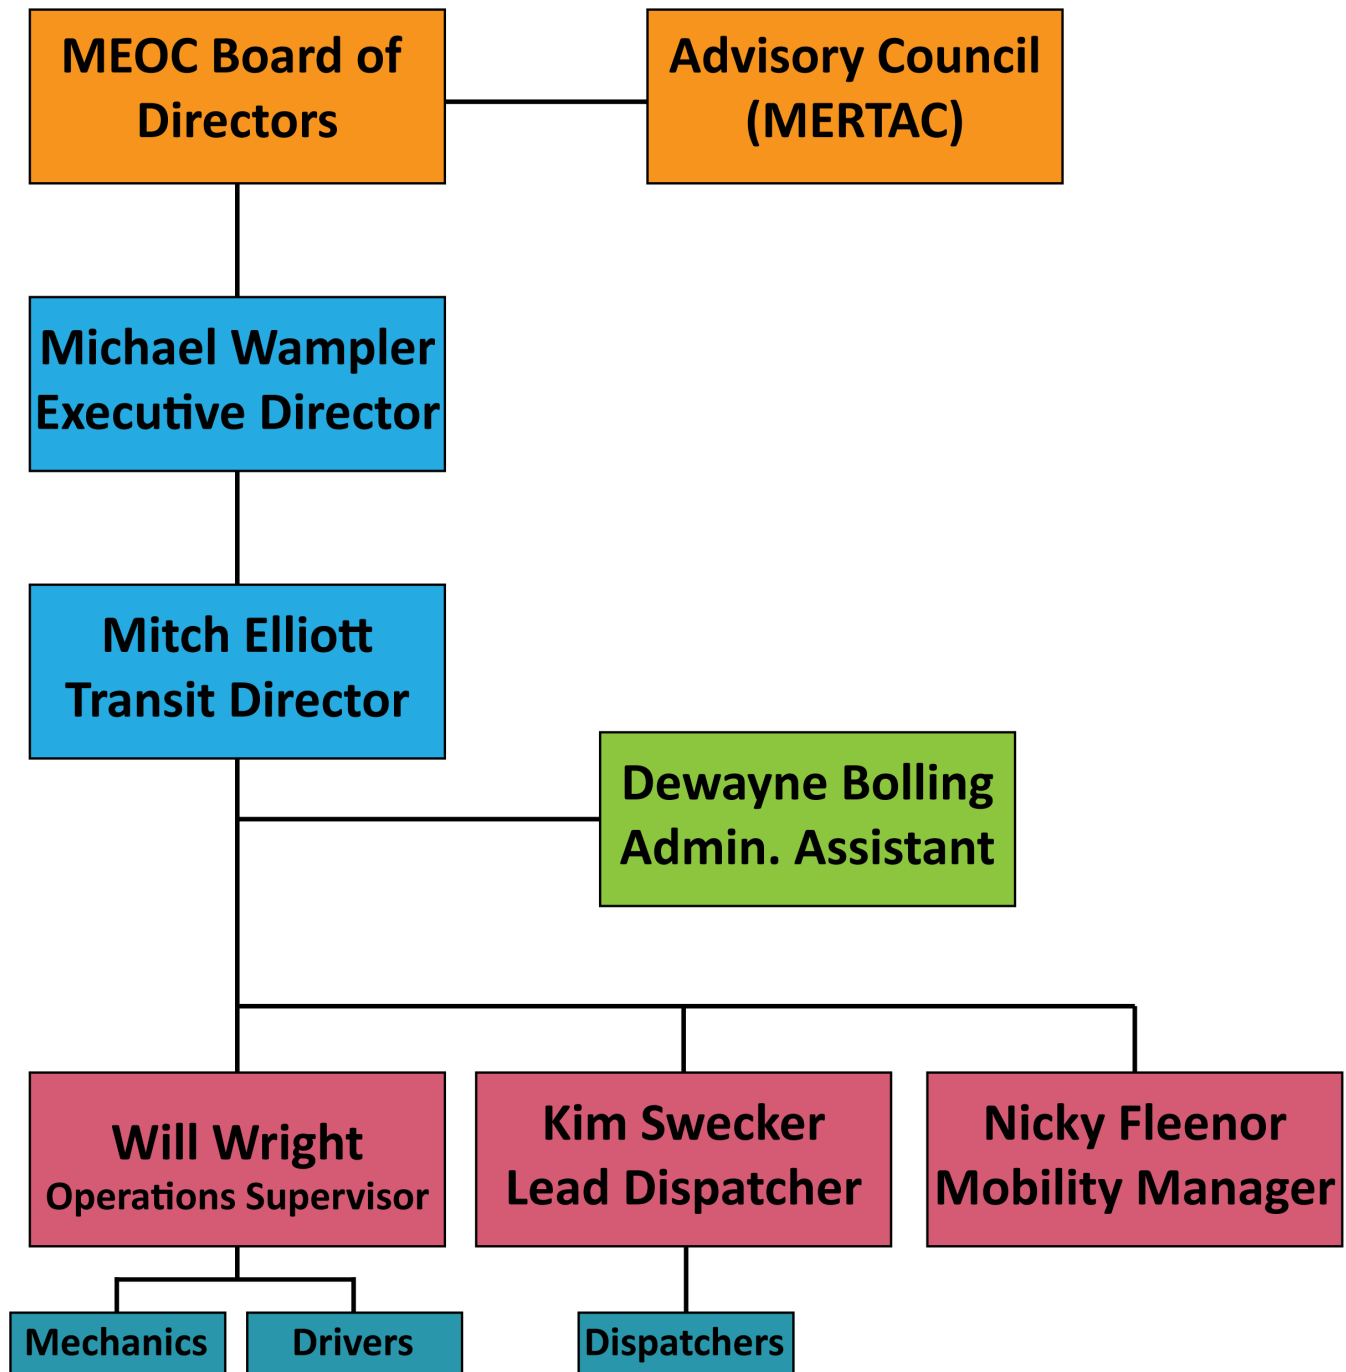 MEOC Board of
Directors
Advisory Council
(MERTAC)
Michael Wampler
Executive Director
Mitch Elliott
Transit Director
Dewayne Bolling
Admin. Assistant
Will Wright
Operations Supervisor
Kim Swecker
Lead Dispatcher
Nicky Fleenor
Mobility Manager
Mechanics
Drivers
Dispatchers